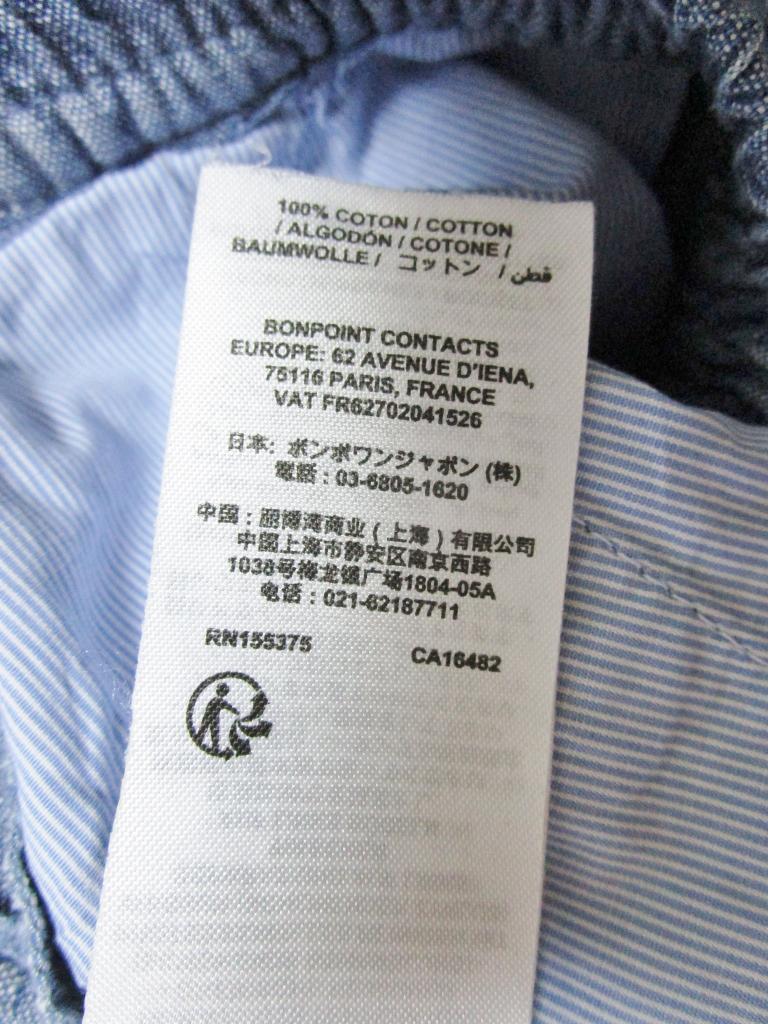 100% COTON / COTTON
/ ALGODÓN / COTONE /
BAUMWOLLE / コットン / قطن
BONPOINT CONTACTS
EUROPE: 62 AVENUE D'IENA,
75116 PARIS, FRANCE
VAT FR62702041526
日本: ボンポワンジャポン (株)
電話 : 03-6805-1620
中国 : 丽博湾商业 ( 上海 ) 有限公司
中国上海市静安区南京西路
1038号梅龙镇广场1804-05A
电话 : 021-62187711
RN155375 CA16482